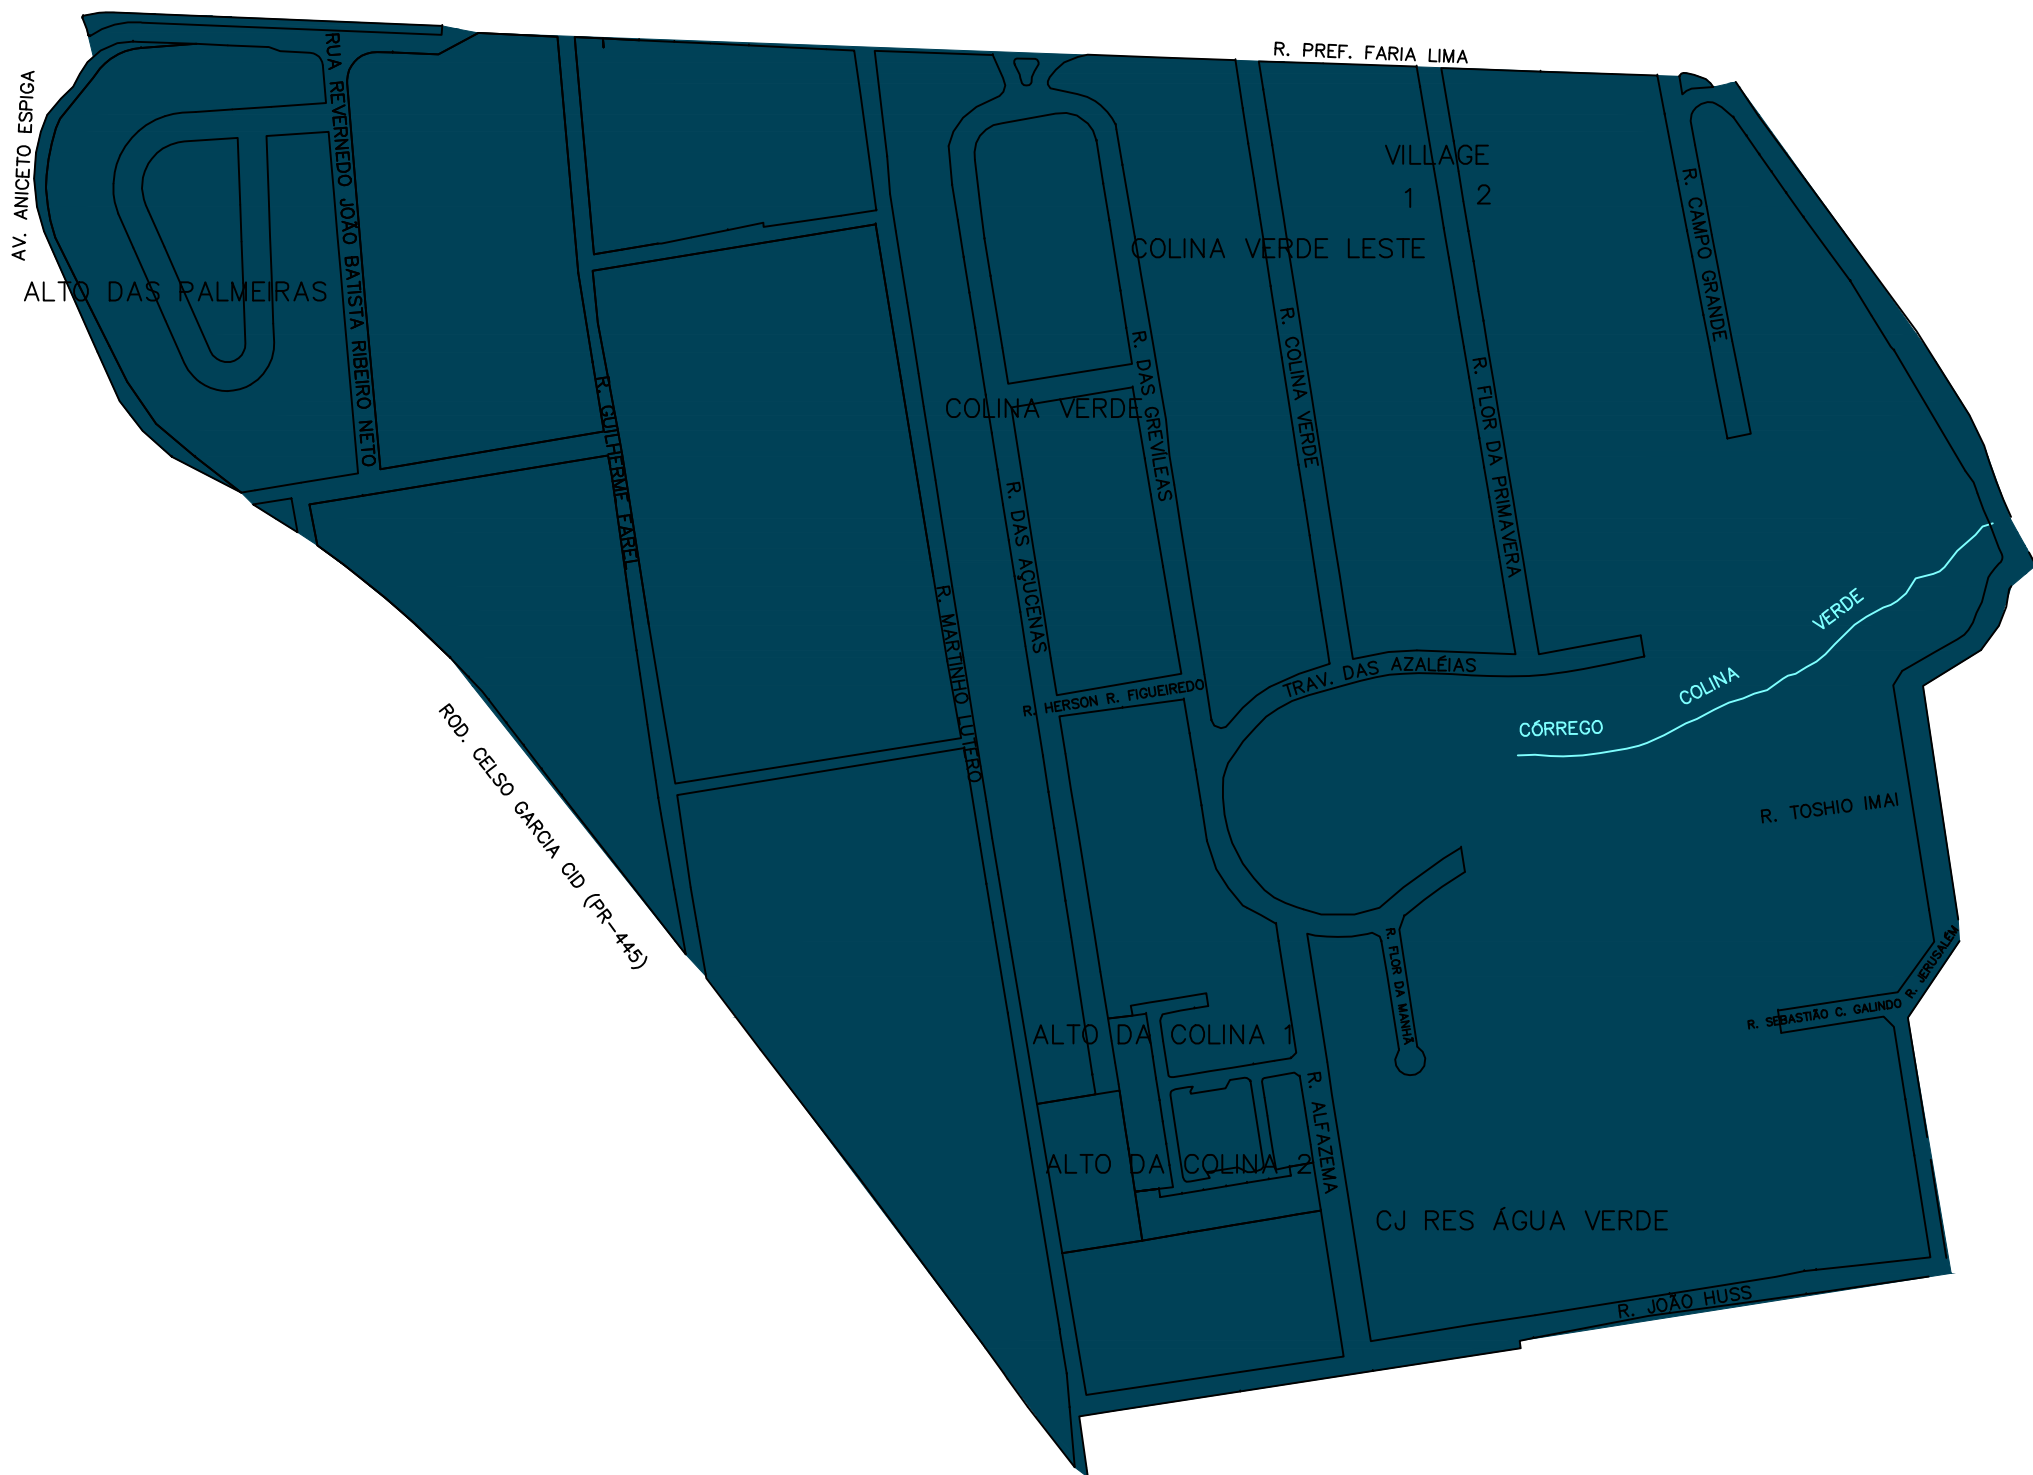 R. PREF. FARIA LIMA
AV. ANICETO ESPIGA
RUA REVERNEDO JOÃO BATISTA RIBEIRO NETO
ALTO DAS PALMEIRAS
VILLAGE
1 2
COLINA VERDE LESTE
R. CAMPO GRANDE
R. COLINA VERDE
R. DAS GREVÍLEAS
R. FLOR DA PRIMAVERA
R. GUILHERME FAREL
COLINA VERDE
R. DAS AÇUCENAS
R. MARTINHO LUTERO
R. HERSON R. FIGUEIREDO
TRAV. DAS AZALÉIAS
CÓRREGO COLINA VERDE
ROD. CELSO GARCIA CID (PR-445)
R. TOSHIO IMAI
R. FLOR DA MANHÃ
R. JERUSALÉM
R. SEBASTIÃO C. GALINDO
ALTO DA COLINA 1
R. ALFAZEMA
ALTO DA COLINA 2
CJ RES ÁGUA VERDE
R. JOÃO HUSS